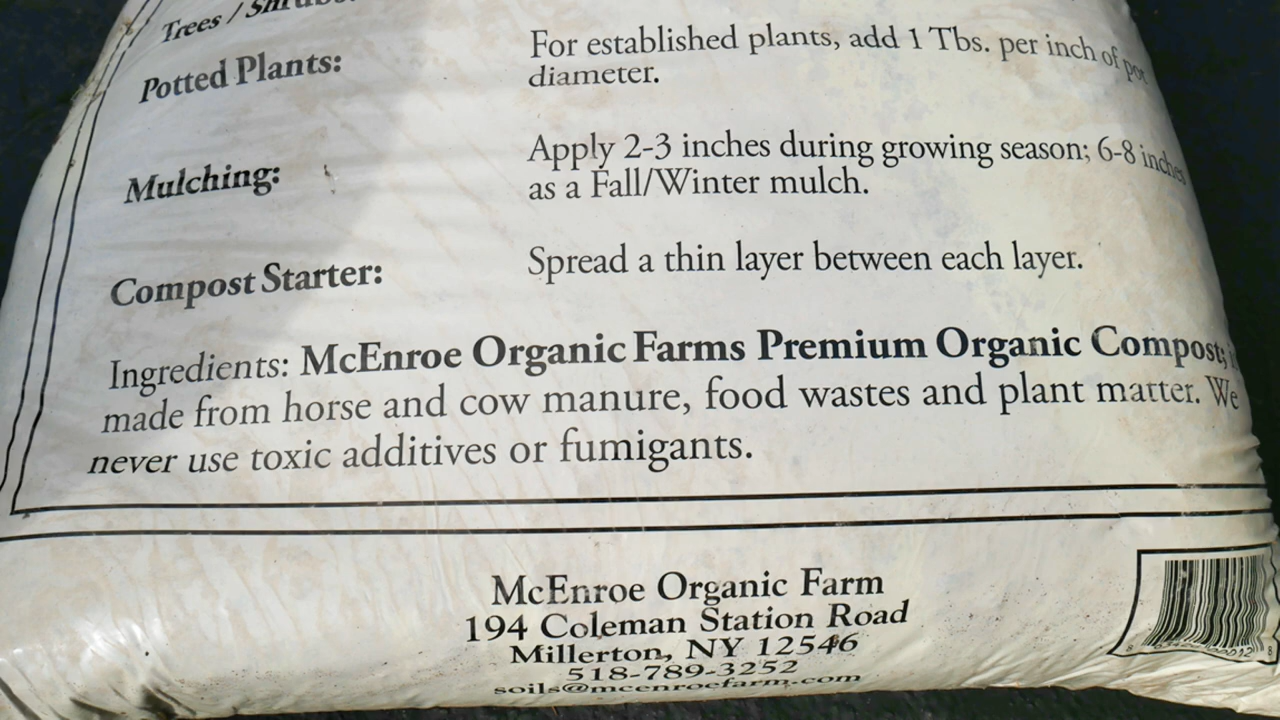 Trees / Shrubs:
Potted Plants:
For established plants, add 1 Tbs. per inch of pot
diameter.
Mulching:
Apply 2-3 inches during growing season; 6-8 inches
as a Fall/Winter mulch.
Compost Starter:
Spread a thin layer between each layer.
Ingredients: McEnroe Organic Farms Premium Organic Compost;
made from horse and cow manure, food wastes and plant matter. We
never use toxic additives or fumigants.
McEnroe Organic Farm
194 Coleman Station Road
Millerton, NY 12546
518-789-3252
soils@mcenroefarm.com